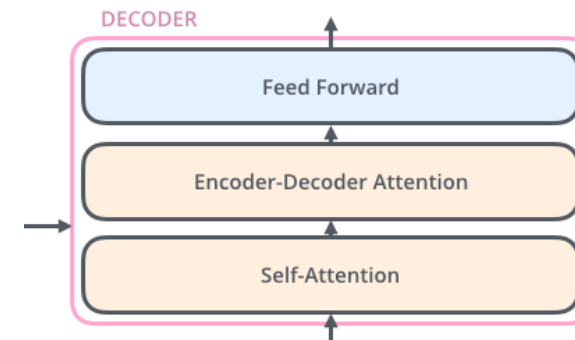 DECODER
Feed Forward
Encoder-Decoder Attention
Self-Attention